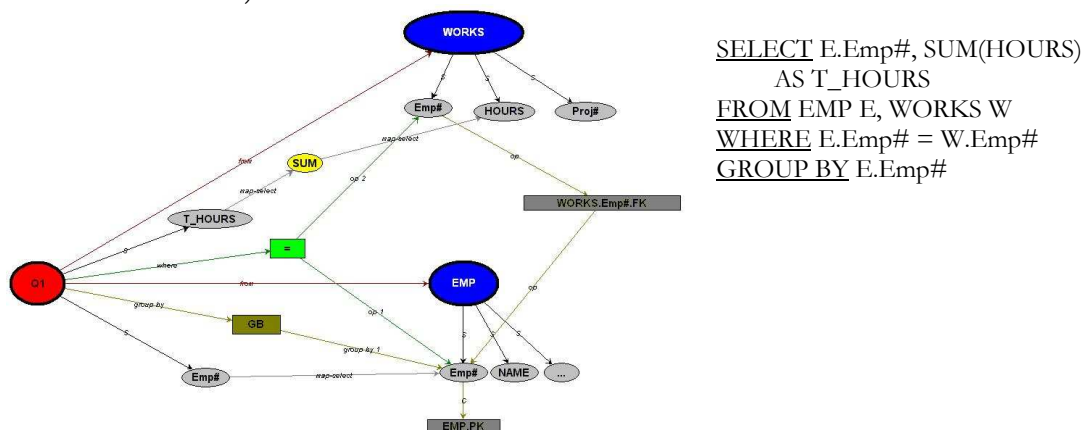 WORKS
SELECT E.Emp#, SUM(HOURS)
AS T_HOURS
FROM EMP E, WORKS W
WHERE E.Emp# = W.Emp#
GROUP BY E.Emp#
S
S
S
Emp#
HOURS
Proj#
map-select
from
SUM
op
map-select
op 2
WORKS.Emp#.FK
T_HOURS
S
=
where
Q1
from
EMP
op
group by
op 1
GB
S
S
S
S
group by 1
Emp#
map-select
Emp#
NAME
...
c
EMP.PK